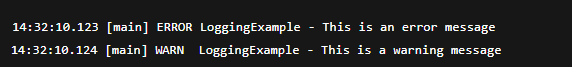 14:32:10.123 [main] ERROR LoggingExample - This is an error message
14:32:10.124 [main] WARN  LoggingExample - This is a warning message